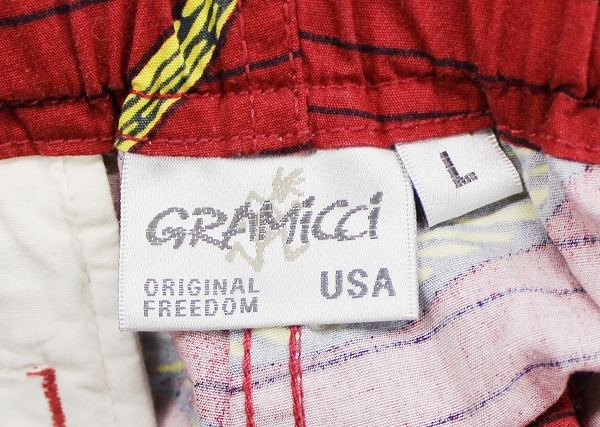 GRAMiCCi
ORIGINAL
FREEDOM
USA
L